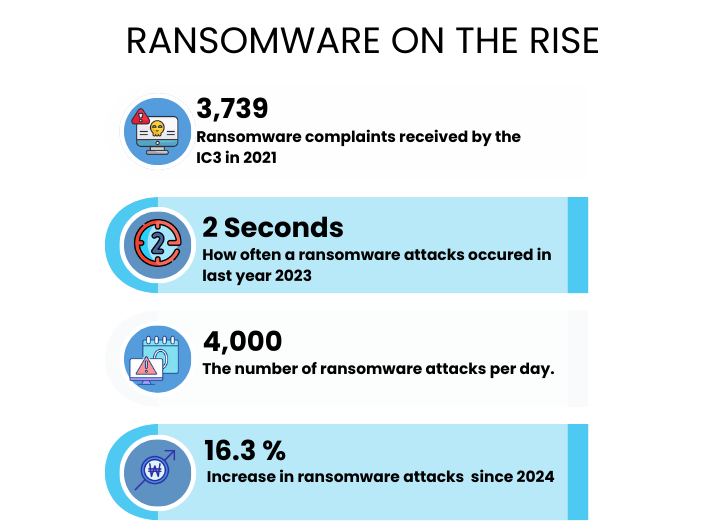 RANSOMWARE ON THE RISE
3,739
Ransomware complaints received by the
IC3 in 2021
2
2 Seconds
How often a ransomware attacks occured in
last year 2023
4,000
The number of ransomware attacks per day.
₩
16.3 %
Increase in ransomware attacks since 2024